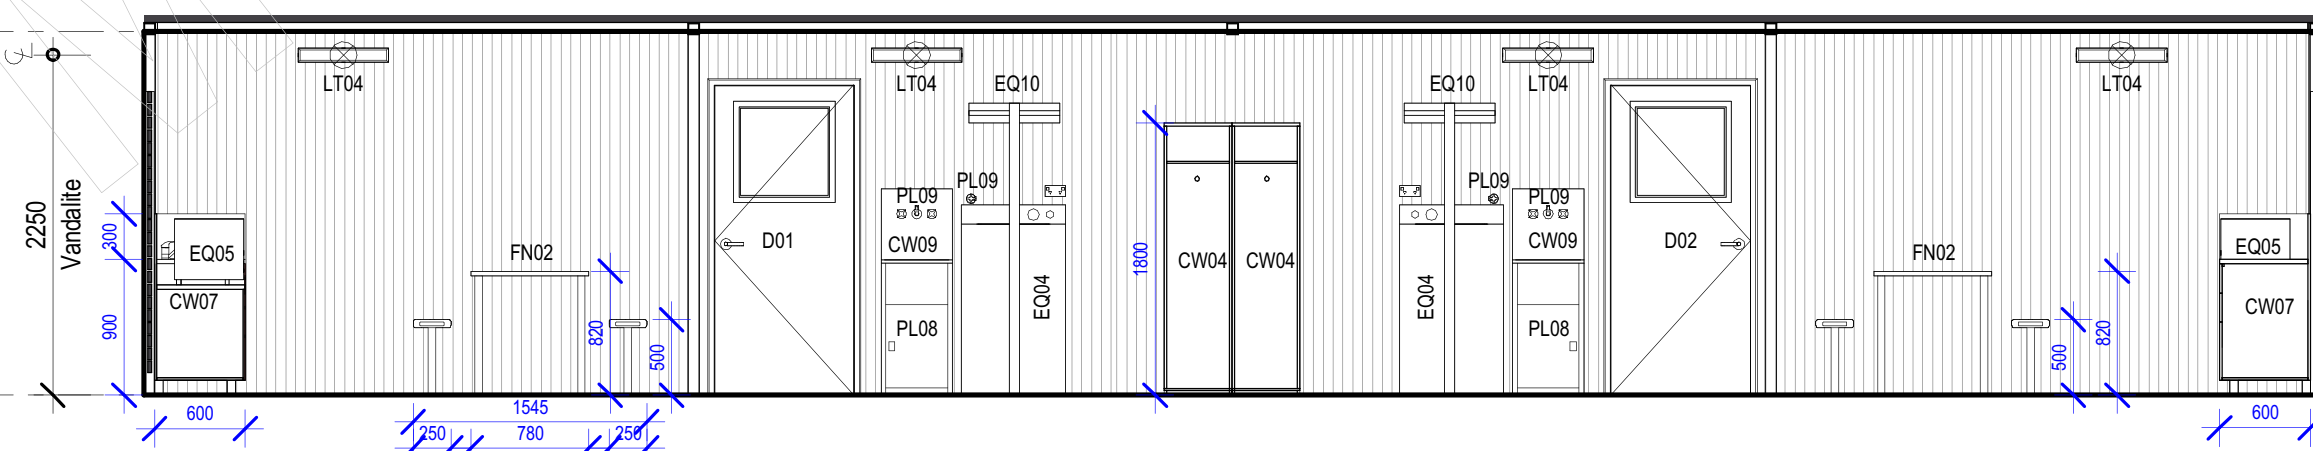 LT04
LT04
EQ10
EQ10
LT04
LT04
2250
Vandalite
300
900
EQ05
CW07
FN02
820
500
D01
PL09
PL09
CW09
PL08
EQ04
1800
CW04
CW04
EQ04
PL09
PL09
CW09
PL08
D02
FN02
500
820
EQ05
CW07
600
1545
250
780
250
600